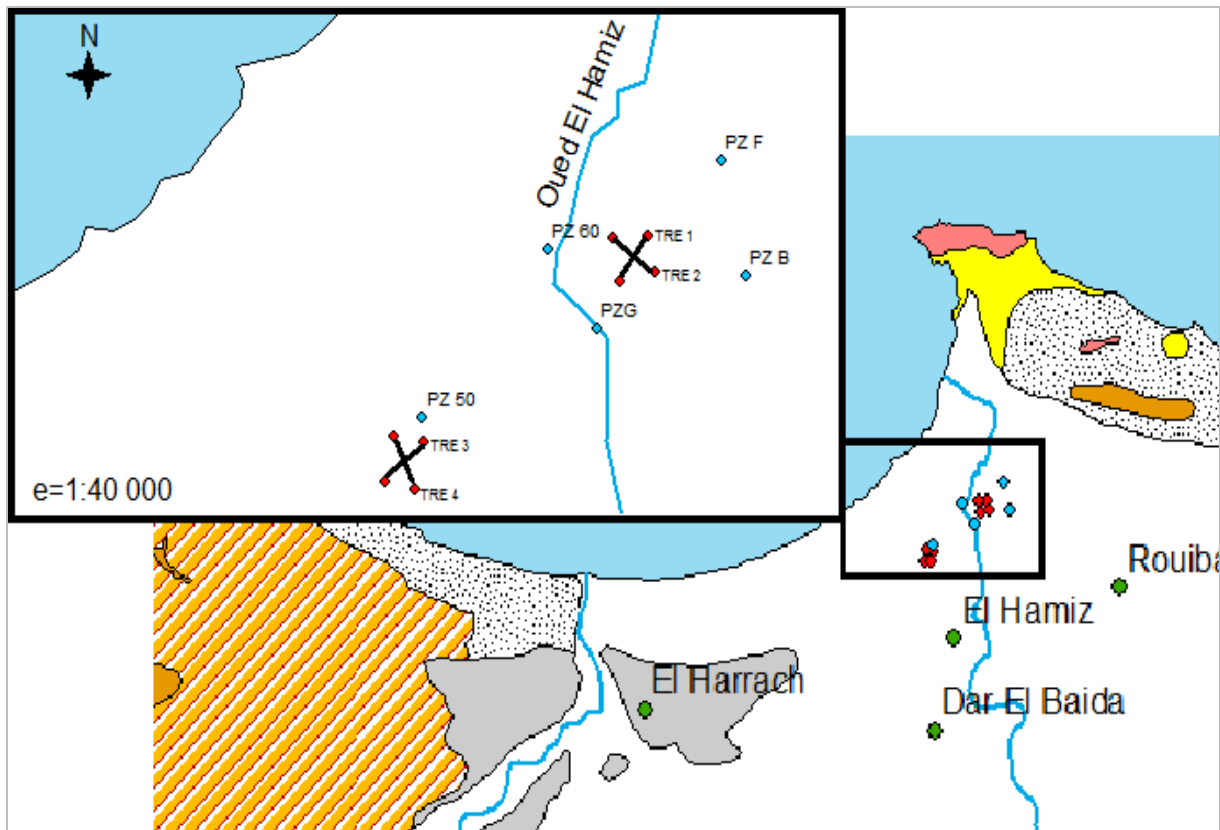 N
Oued El Hamiz
PZ F
PZ 60
TRE 1
PZ B
TRE 2
PZG
PZ 50
TRE 3
TRE 4
e=1:40 000
Rouiba
El Hamiz
El Harrach
Dar El Baida